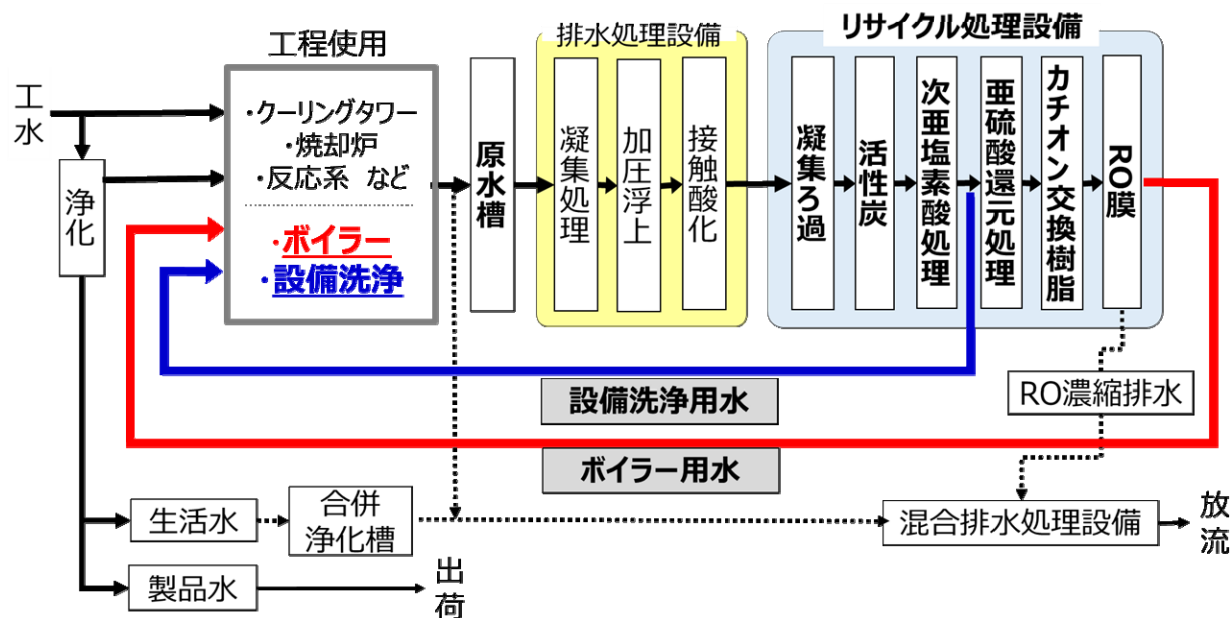 リサイクル処理設備
排水処理設備
工程使用
工水
・クーリングタワー
・焼却炉
・反応系 など
・ボイラー
・設備洗浄
浄化
原水槽
凝集処理
加圧浮上
接触酸化
凝集ろ過
活性炭
次亜塩素酸処理
亜硫酸還元処理
カチオン交換樹脂
RO膜
設備洗浄用水
RO濃縮排水
ボイラー用水
生活水
合併
浄化槽
混合排水処理設備
放流
製品水
出荷